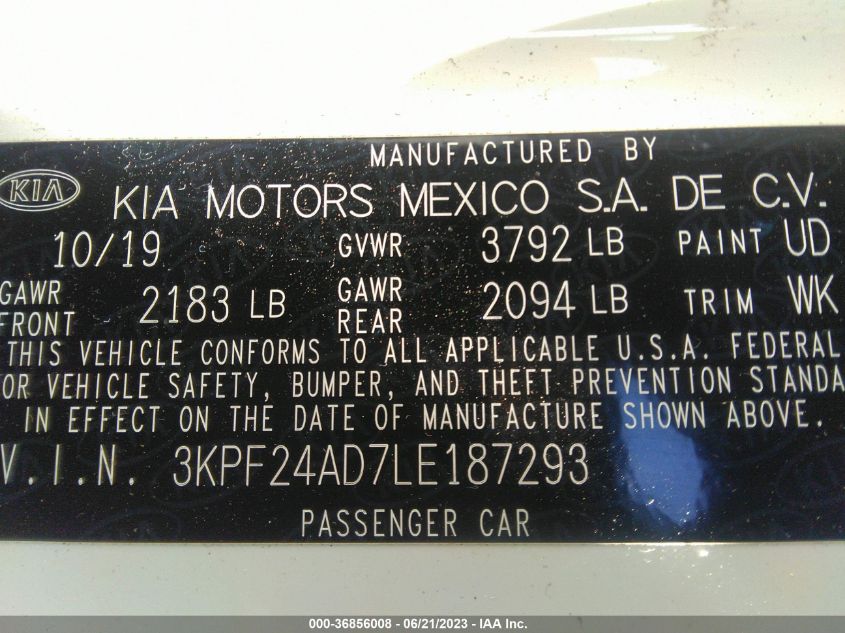 MANUFACTURED BY
KIA KIA MOTORS MEXICO S.A. DE C.V.
10/19 GVWR 3792 LB PAINT UD
GAWR FRONT 2183 LB GAWR REAR 2094 LB TRIM WK
THIS VEHICLE CONFORMS TO ALL APPLICABLE U.S.A. FEDERAL
OR VEHICLE SAFETY, BUMPER, AND THEFT PREVENTION STANDA
IN EFFECT ON THE DATE OF MANUFACTURE SHOWN ABOVE.
V.I.N. 3KPF24AD7LE187293
PASSENGER CAR
000-36856008 - 06/21/2023 - IAA Inc.